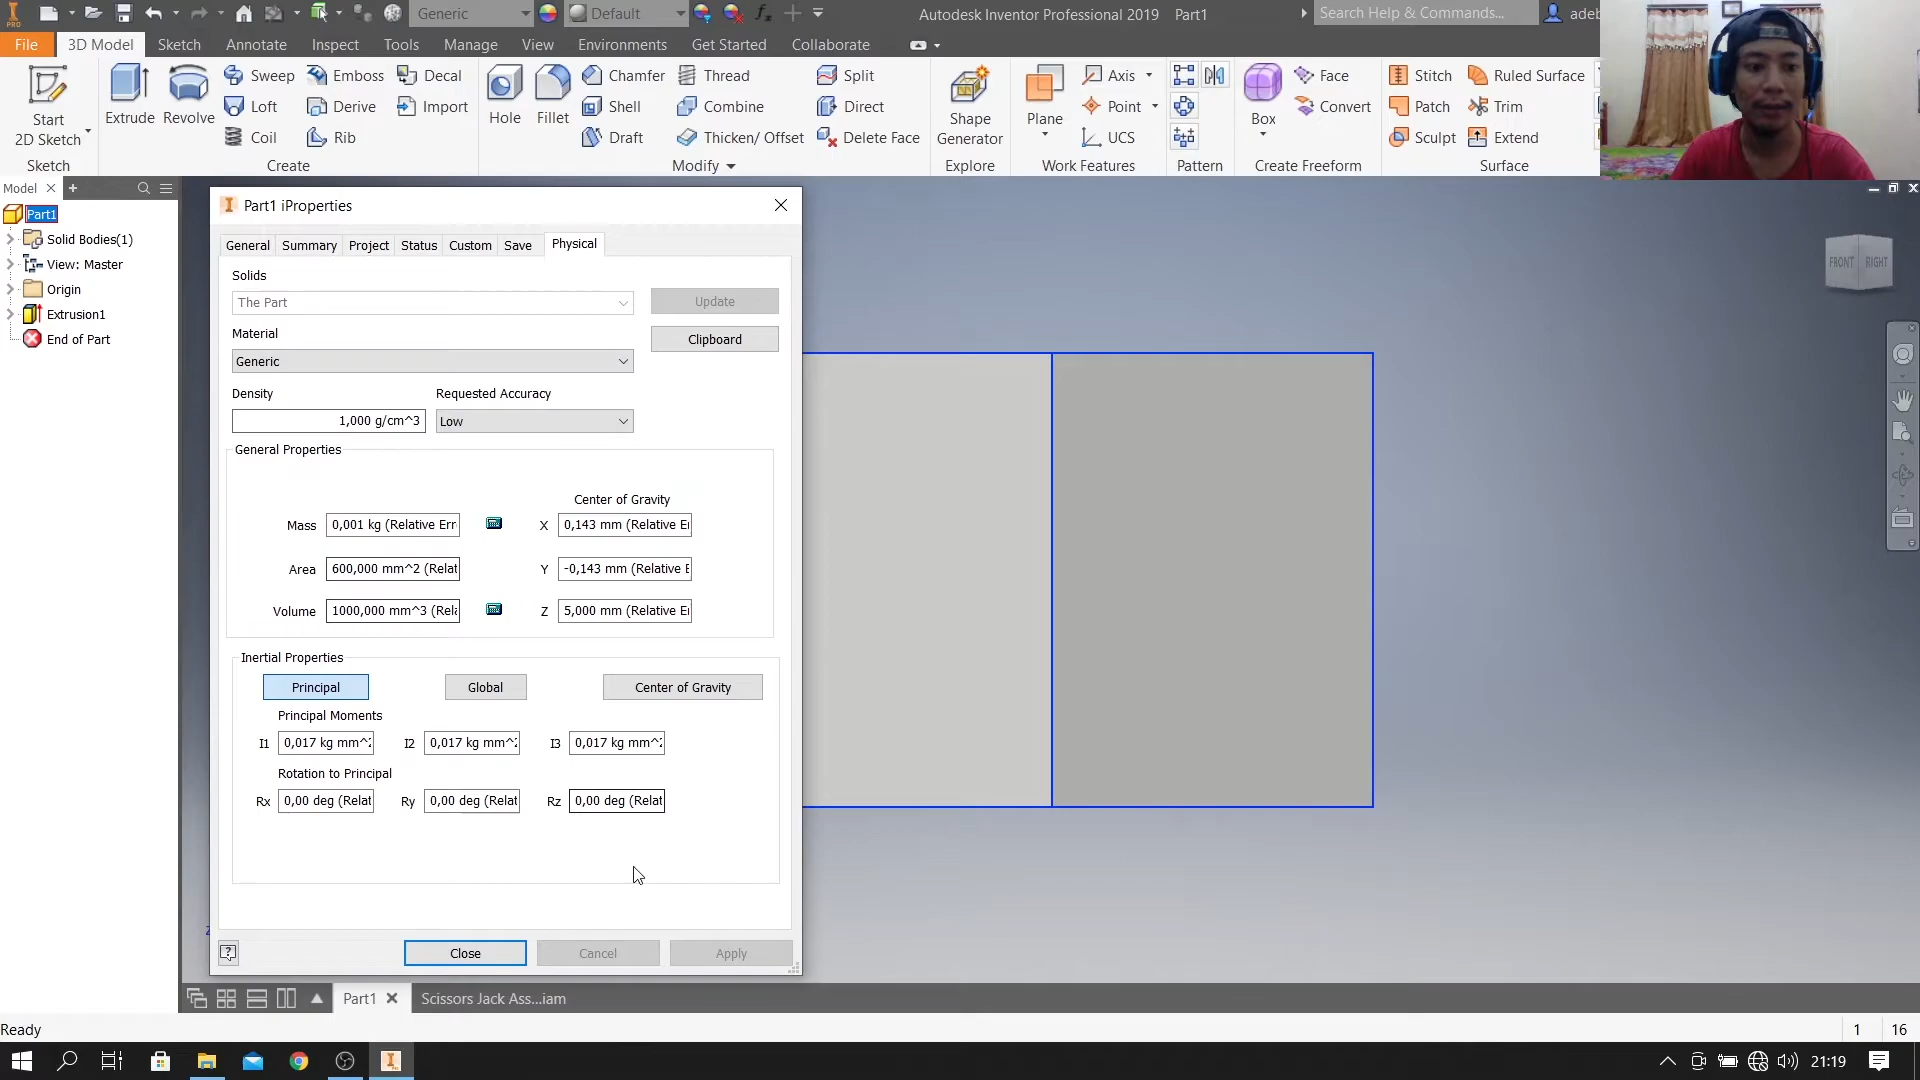 PRO
Generic
Default
Autodesk Inventor Professional 2019 Part1
Search Help & Commands...
adeb
File 3D Model Sketch Annotate Inspect Tools Manage View Environments Get Started Collaborate
Start
2D Sketch
Extrude
Revolve
Sweep
Loft
Coil
Emboss
Derive
Rib
Decal
Import
Hole
Fillet
Chamfer
Shell
Draft
Thread
Combine
Thicken/ Offset
Split
Direct
Delete Face
Shape
Generator
Plane
Axis
Point
UCS
Box
Face
Convert
Stitch
Patch
Sculpt
Ruled Surface
Trim
Extend
Sketch
Create
Modify
Explore
Work Features
Pattern
Create Freeform
Surface
Model
Part1
Solid Bodies(1)
View: Master
Origin
Extrusion1
End of Part
Part1 iProperties
General Summary Project Status Custom Save Physical
Solids
The Part
Update
Material
Clipboard
Generic
Density Requested Accuracy
1,000 g/cm^3 Low
General Properties
Center of Gravity
Mass 0,001 kg (Relative Err X 0,143 mm (Relative E
Area 600,000 mm^2 (Relat Y -0,143 mm (Relative E
Volume 1000,000 mm^3 (Rela Z 5,000 mm (Relative E
Inertial Properties
Principal Global Center of Gravity
Principal Moments
I1 0,017 kg mm^2 I2 0,017 kg mm^2 I3 0,017 kg mm^2
Rotation to Principal
Rx 0,00 deg (Relat Ry 0,00 deg (Relat Rz 0,00 deg (Relat
Close Cancel Apply
FRONT RIGHT
Z
Part1 Scissors Jack Ass...iam
Ready
1 16
21:19